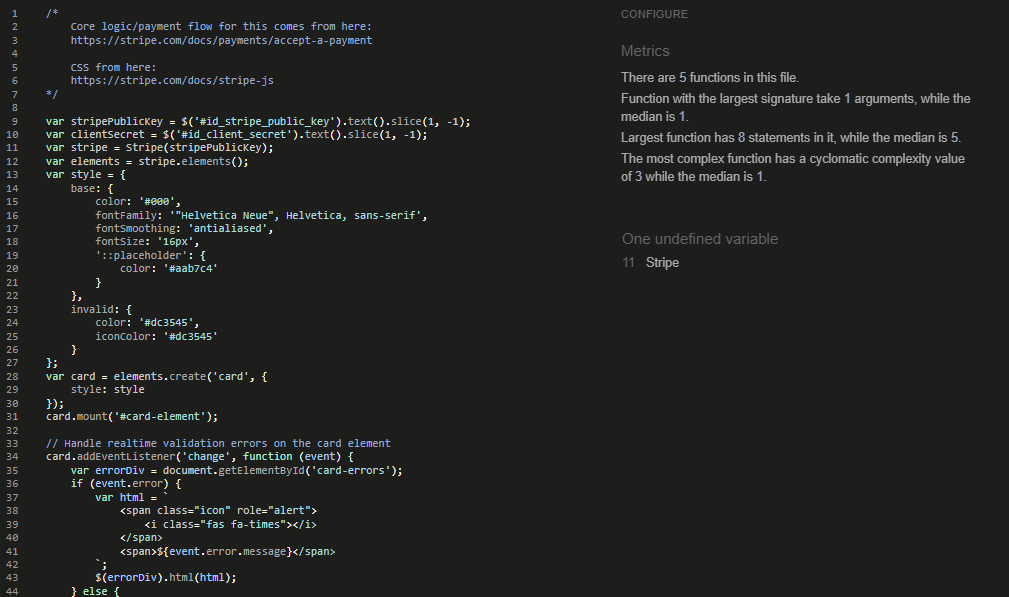 1 /*
2     Core logic/payment flow for this comes from here:
3     https://stripe.com/docs/payments/accept-a-payment
4
5     CSS from here:
6     https://stripe.com/docs/stripe-js
7 */
8
9 var stripePublicKey = $('#id_stripe_public_key').text().slice(1, -1);
10 var clientSecret = $('#id_client_secret').text().slice(1, -1);
11 var stripe = Stripe(stripePublicKey);
12 var elements = stripe.elements();
13 var style = {
14     base: {
15         color: '#000',
16         fontFamily: '"Helvetica Neue", Helvetica, sans-serif',
17         fontSmoothing: 'antialiased',
18         fontSize: '16px',
19         '::placeholder': {
20             color: '#aab7c4'
21         }
22     },
23     invalid: {
24         color: '#dc3545',
25         iconColor: '#dc3545'
26     }
27 };
28 var card = elements.create('card', {
29     style: style
30 });
31 card.mount('#card-element');
32
33 // Handle realtime validation errors on the card element
34 card.addEventListener('change', function (event) {
35     var errorDiv = document.getElementById('card-errors');
36     if (event.error) {
37         var html = `
38             <span class="icon" role="alert">
39                 <i class="fas fa-times"></i>
40             </span>
41             <span>${event.error.message}</span>
42         `;
43         $(errorDiv).html(html);
44     } else {
CONFIGURE
Metrics
There are 5 functions in this file.
Function with the largest signature take 1 arguments, while the
median is 1.
Largest function has 8 statements in it, while the median is 5.
The most complex function has a cyclomatic complexity value
of 3 while the median is 1.
One undefined variable
11 Stripe